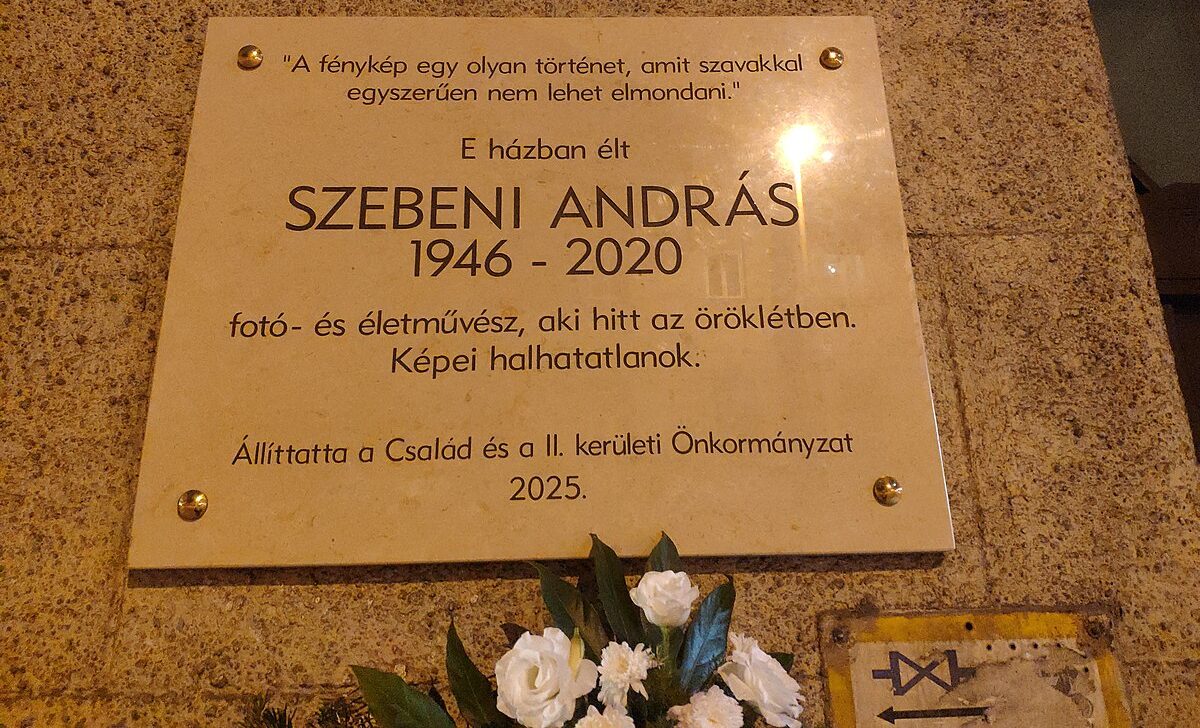 "A fénykép egy olyan történet, amit szavakkal
egyszerűen nem lehet elmondani."
E házban élt
SZEBENI ANDRÁS
1946 - 2020
fotó- és életművész, aki hitt az öröklétben.
Képei halhatatlanok.
Állíttatta a Család és a II. kerületi Önkormányzat
2025.